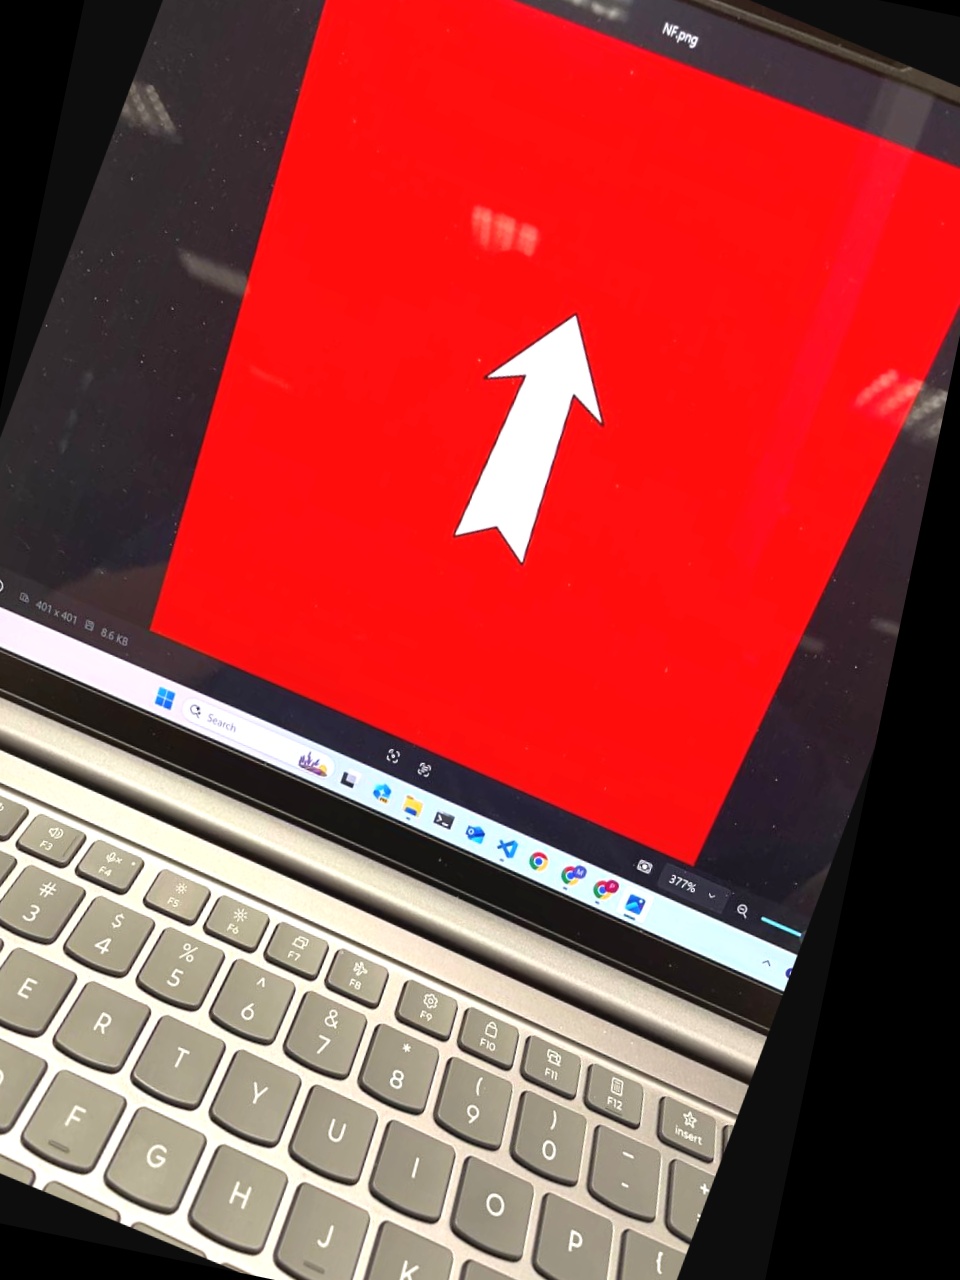 NF.png
401 x 401 8.6 KB
377%
Search
F3 F4 F5 F6 F7 F8 F9 F10 F11 F12 insert
# $ % ^ & * ( ) _ +
3 4 5 6 7 8 9 0 -
E R T Y U I O P {
F G H J K